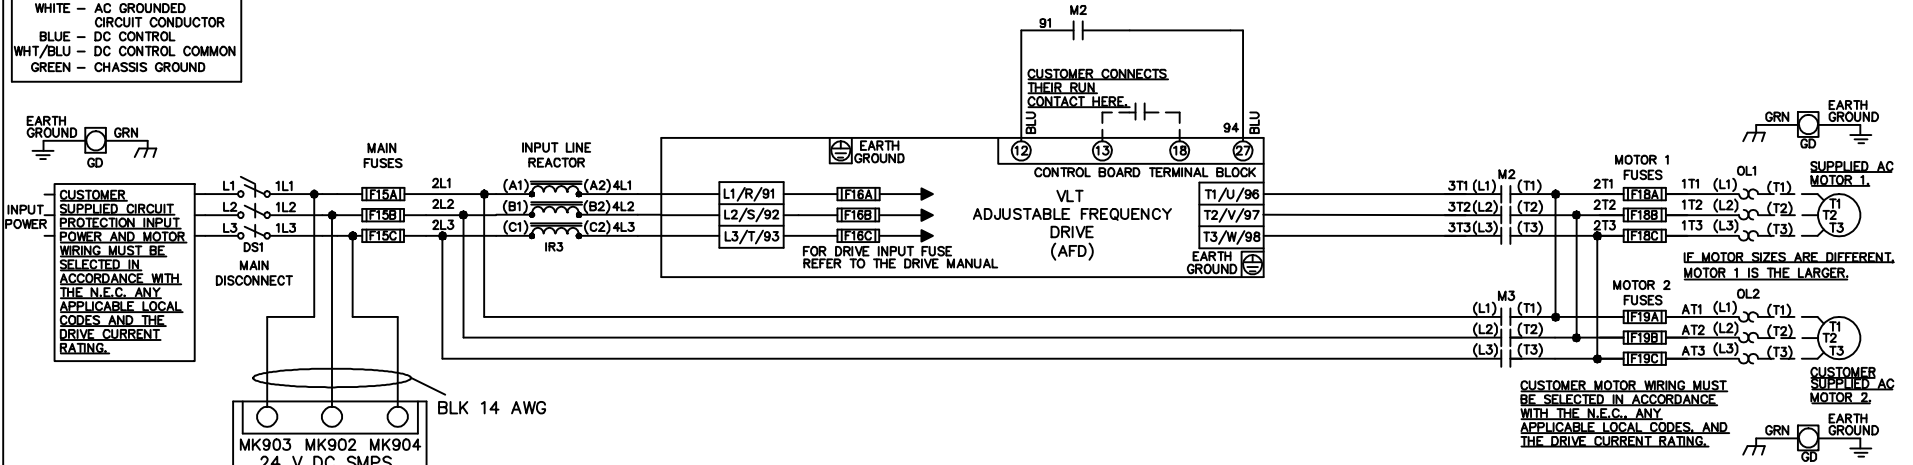 WHITE – AC GROUNDED
CIRCUIT CONDUCTOR
BLUE – DC CONTROL
WHT/BLU – DC CONTROL COMMON
GREEN – CHASSIS GROUND
EARTH
GROUND
GRN
GD
INPUT
POWER
CUSTOMER
SUPPLIED CIRCUIT
PROTECTION INPUT
POWER AND MOTOR
WIRING MUST BE
SELECTED IN
ACCORDANCE WITH
THE N.E.C. ANY
APPLICABLE LOCAL
CODES AND THE
DRIVE CURRENT
RATING.
L1 1L1
L2 1L2
L3 1L3
DS1
MAIN
DISCONNECT
MAIN
FUSES
F15A
F15B
F15C
2L1
2L2
2L3
INPUT LINE
REACTOR
(A1) (A2) 4L1
(B1) (B2) 4L2
(C1) (C2) 4L3
IR3
MK903 MK902 MK904
24 V DC SMPS
BLK 14 AWG
L1/R/91
L2/S/92
L3/T/93
F16A
F16B
F16C
EARTH
GROUND
FOR DRIVE INPUT FUSE
REFER TO THE DRIVE MANUAL
M2
91
CUSTOMER CONNECTS
THEIR RUN
CONTACT HERE.
BLU
94 BLU
12 13 18 27
CONTROL BOARD TERMINAL BLOCK
VLT
ADJUSTABLE FREQUENCY
DRIVE
(AFD)
T1/U/96
T2/V/97
T3/W/98
EARTH
GROUND
M2
3T1 (L1) (T1)
3T2(L2) (T2)
3T3(L3) (T3)
M3
(L1) (T1)
(L2) (T2)
(L3) (T3)
MOTOR 1
FUSES
2T1 F18A 1T1 (L1)
2T2 F18B 1T2 (L2)
2T3 F18C 1T3 (L3)
OL1
(T1)
(T2)
(T3)
T1
T2
T3
GRN
EARTH
GROUND
GD
SUPPLIED AC
MOTOR 1.
IF MOTOR SIZES ARE DIFFERENT,
MOTOR 1 IS THE LARGER.
MOTOR 2
FUSES
F19A AT1 (L1)
F19B AT2 (L2)
F19C AT3 (L3)
OL2
(T1)
(T2)
(T3)
T1
T2
T3
CUSTOMER
SUPPLIED AC
MOTOR 2.
CUSTOMER MOTOR WIRING MUST
BE SELECTED IN ACCORDANCE
WITH THE N.E.C., ANY
APPLICABLE LOCAL CODES, AND
THE DRIVE CURRENT RATING.
GRN
EARTH
GROUND
GD